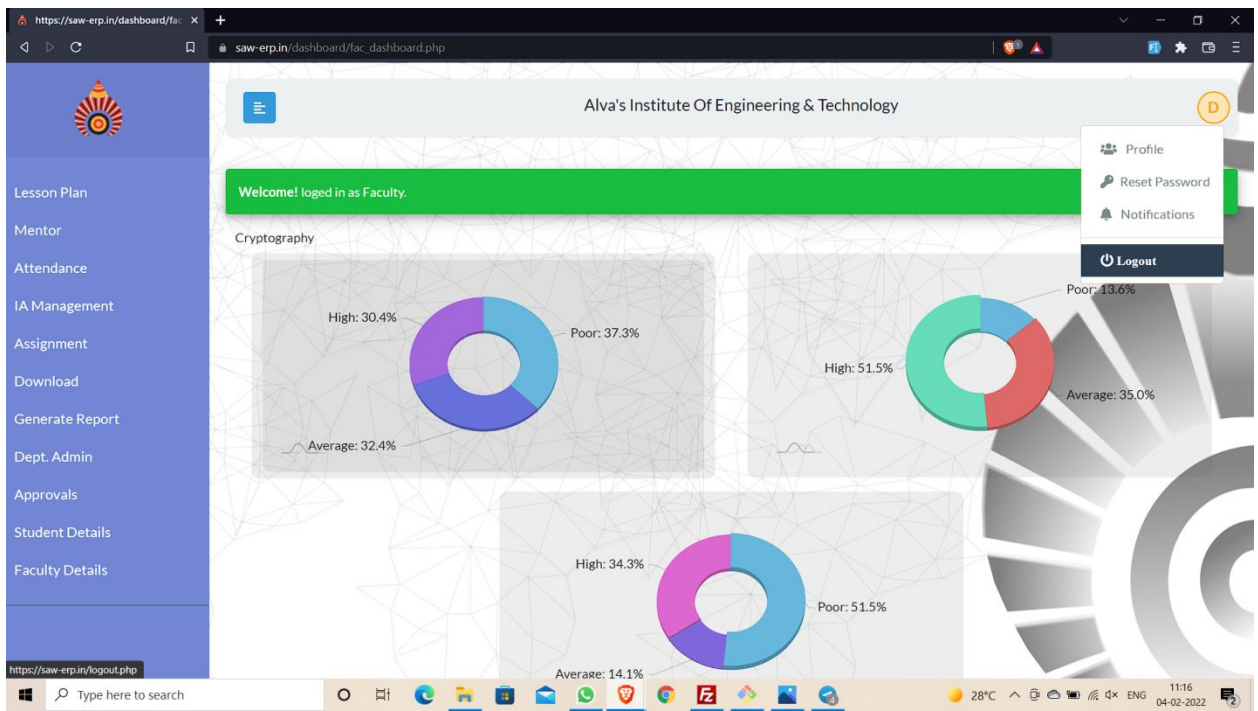 https://saw-erp.in/dashboard/fac
saw-erp.in/dashboard/fac_dashboard.php
Alva's Institute Of Engineering & Technology
D
Profile
Reset Password
Notifications
Logout
Welcome! loged in as Faculty.
Lesson Plan
Mentor
Attendance
IA Management
Assignment
Download
Generate Report
Dept. Admin
Approvals
Student Details
Faculty Details
Cryptography
High: 30.4%
Poor: 37.3%
Average: 32.4%
Poor: 13.6%
High: 51.5%
Average: 35.0%
High: 34.3%
Poor: 51.5%
Average: 14.1%
https://saw-erp.in/logout.php
Type here to search
28°C
ENG
11:16
04-02-2022
2